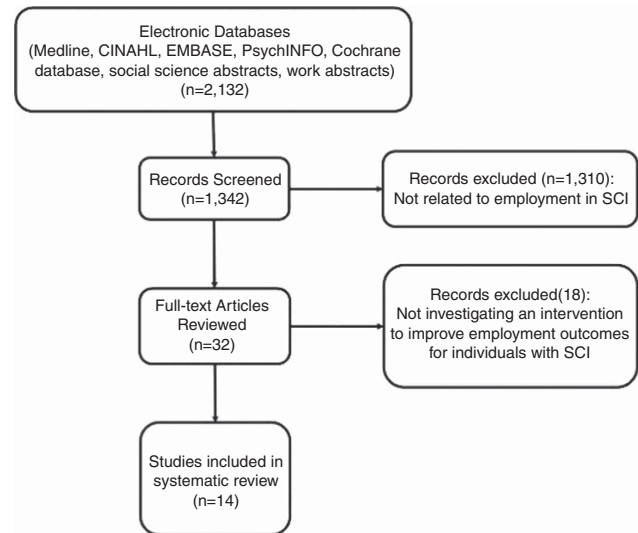 Electronic Databases
(Medline, CINAHL, EMBASE, PsychINFO, Cochrane
database, social science abstracts, work abstracts)
(n=2,132)
Records Screened
(n=1,342)
Records excluded (n=1,310):
Not related to employment in SCI
Full-text Articles
Reviewed
(n=32)
Records excluded(18):
Not investigating an intervention
to improve employment outcomes
for individuals with SCI
Studies included in
systematic review
(n=14)